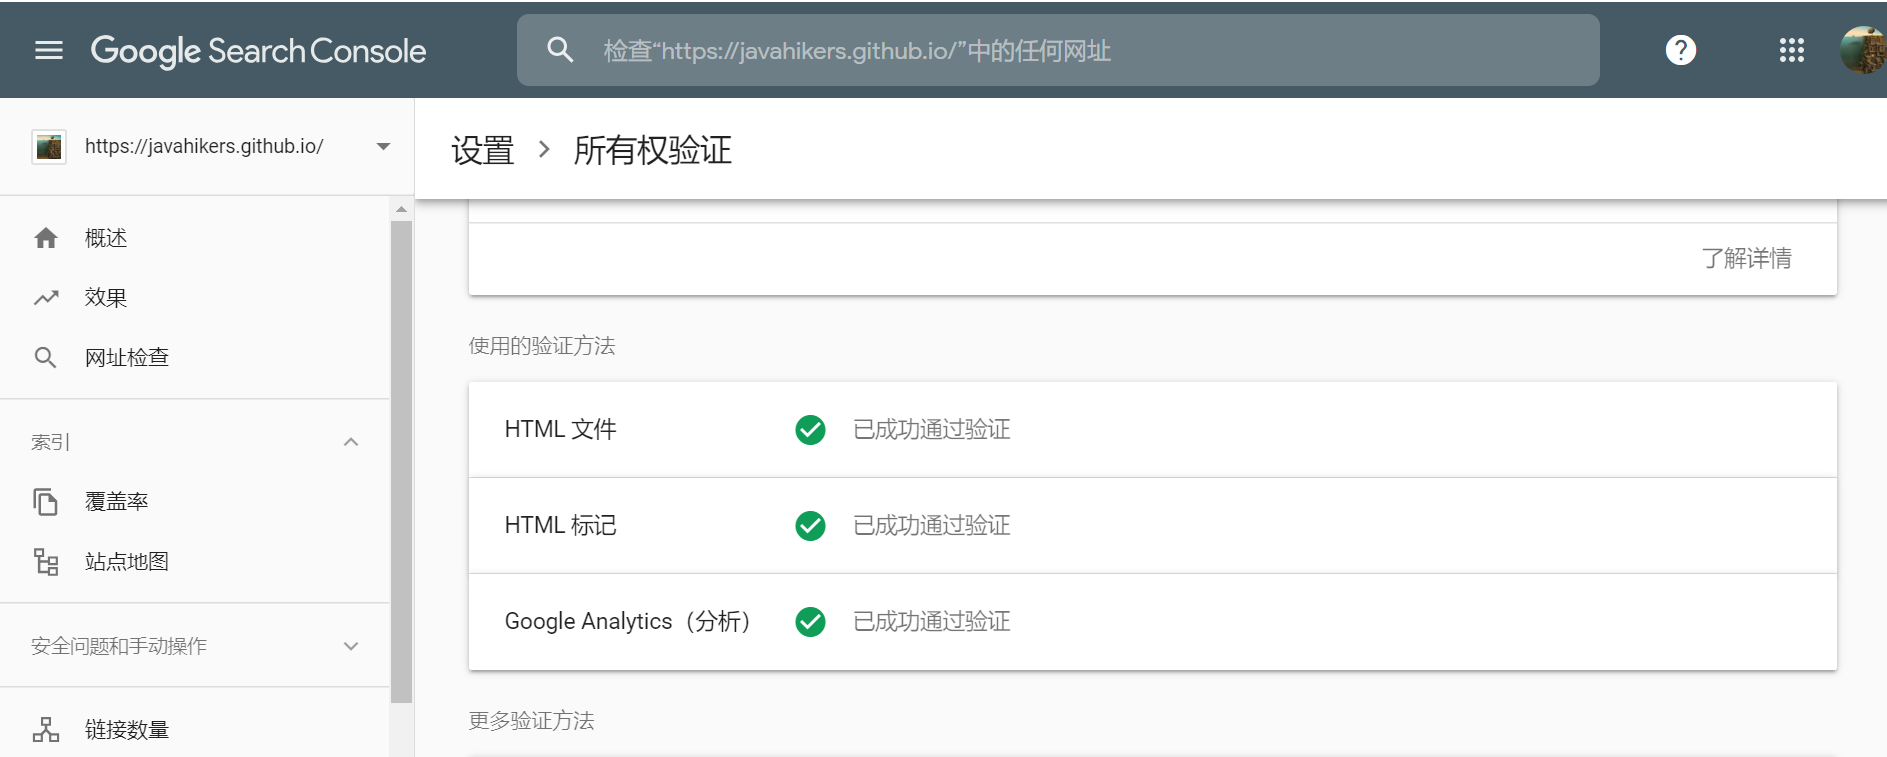 Google Search Console
检查“https://javahikers.github.io/”中的任何网址
?
https://javahikers.github.io/
设置 > 所有权验证
概述
效果
网址检查
索引
覆盖率
站点地图
安全问题和手动操作
链接数量
了解详情
使用的验证方法
HTML 文件 已成功通过验证
HTML 标记 已成功通过验证
Google Analytics（分析） 已成功通过验证
更多验证方法